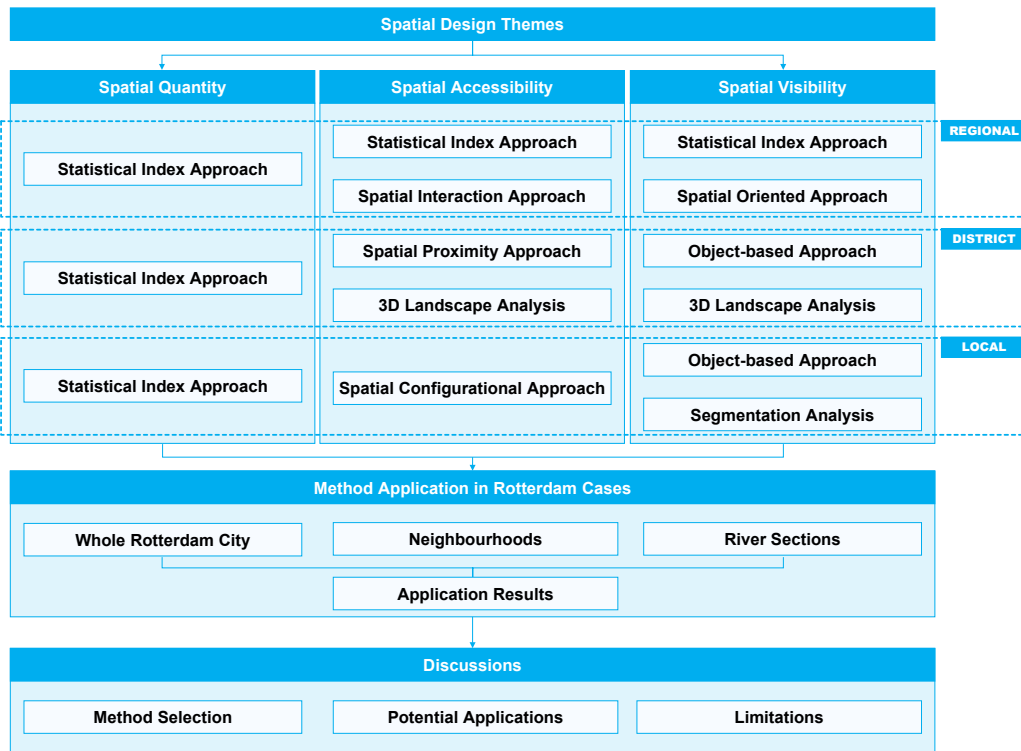 Spatial Design Themes
Spatial Quantity
Spatial Accessibility
Spatial Visibility
REGIONAL
Statistical Index Approach
Statistical Index Approach
Statistical Index Approach
Spatial Interaction Approach
Spatial Oriented Approach
DISTRICT
Statistical Index Approach
Spatial Proximity Approach
Object-based Approach
3D Landscape Analysis
3D Landscape Analysis
LOCAL
Statistical Index Approach
Spatial Configurational Approach
Object-based Approach
Segmentation Analysis
Method Application in Rotterdam Cases
Whole Rotterdam City
Neighbourhoods
River Sections
Application Results
Discussions
Method Selection
Potential Applications
Limitations